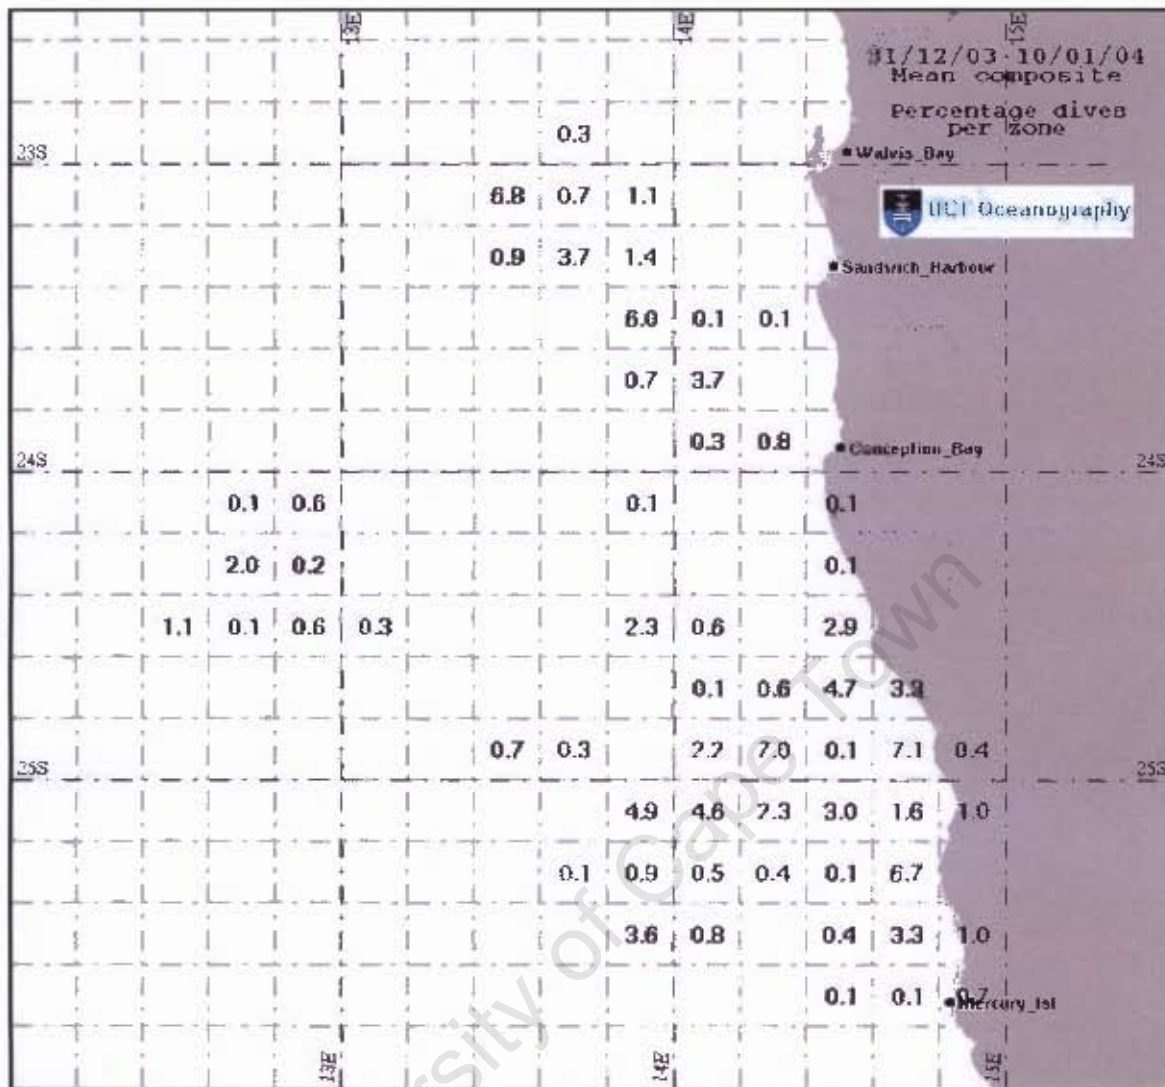 13E 14E 15E
31/12/03-10/01/04
Mean composite
Percentage dives
per zone
0.3
23S
Walvis_Bay
6.8 0.7 1.1
UCT Oceanography
0.9 3.7 1.4
Sandwich_Harbour
6.0 0.1 0.1
0.7 3.7
0.3 0.8
Conception_Bay
24S 24S
0.1 0.6 0.1 0.1
2.0 0.2 0.1
1.1 0.1 0.6 0.3 2.3 0.6 2.9
0.1 0.6 4.7
0.7 0.3 7.0 0.1 7.1 0.4
25S 25S
4.9 4.6 3.0 1.6 1.0
0.1 0.9 0.5 0.4 0.1 6.7
3.6 0.8 0.4 3.3 1.0
0.1 0.1 0.7
Mercury_Isl
13E 14E 15E
University of Cape Town